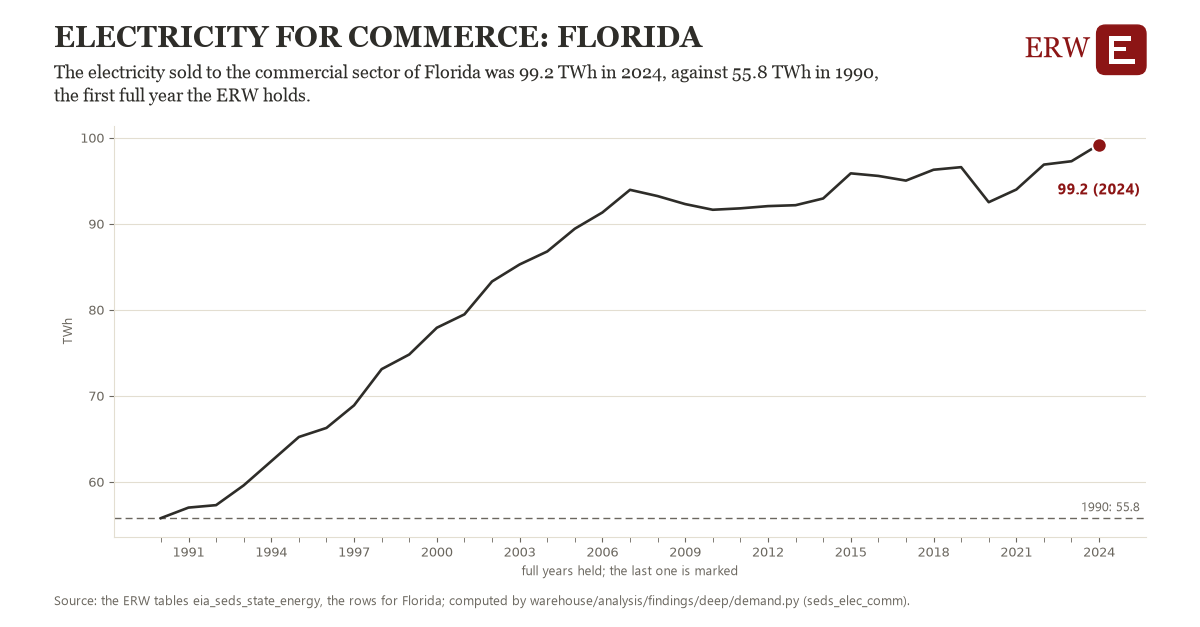 ELECTRICITY FOR COMMERCE: FLORIDA
The electricity sold to the commercial sector of Florida was 99.2 TWh in 2024, against 55.8 TWh in 1990,
the first full year the ERW holds.
ERW E
100
90
80
70
60
TWh
99.2 (2024)
1990: 55.8
1991 1994 1997 2000 2003 2006 2009 2012 2015 2018 2021 2024
full years held; the last one is marked
Source: the ERW tables eia_seds_state_energy, the rows for Florida; computed by warehouse/analysis/findings/deep/demand.py (seds_elec_comm).